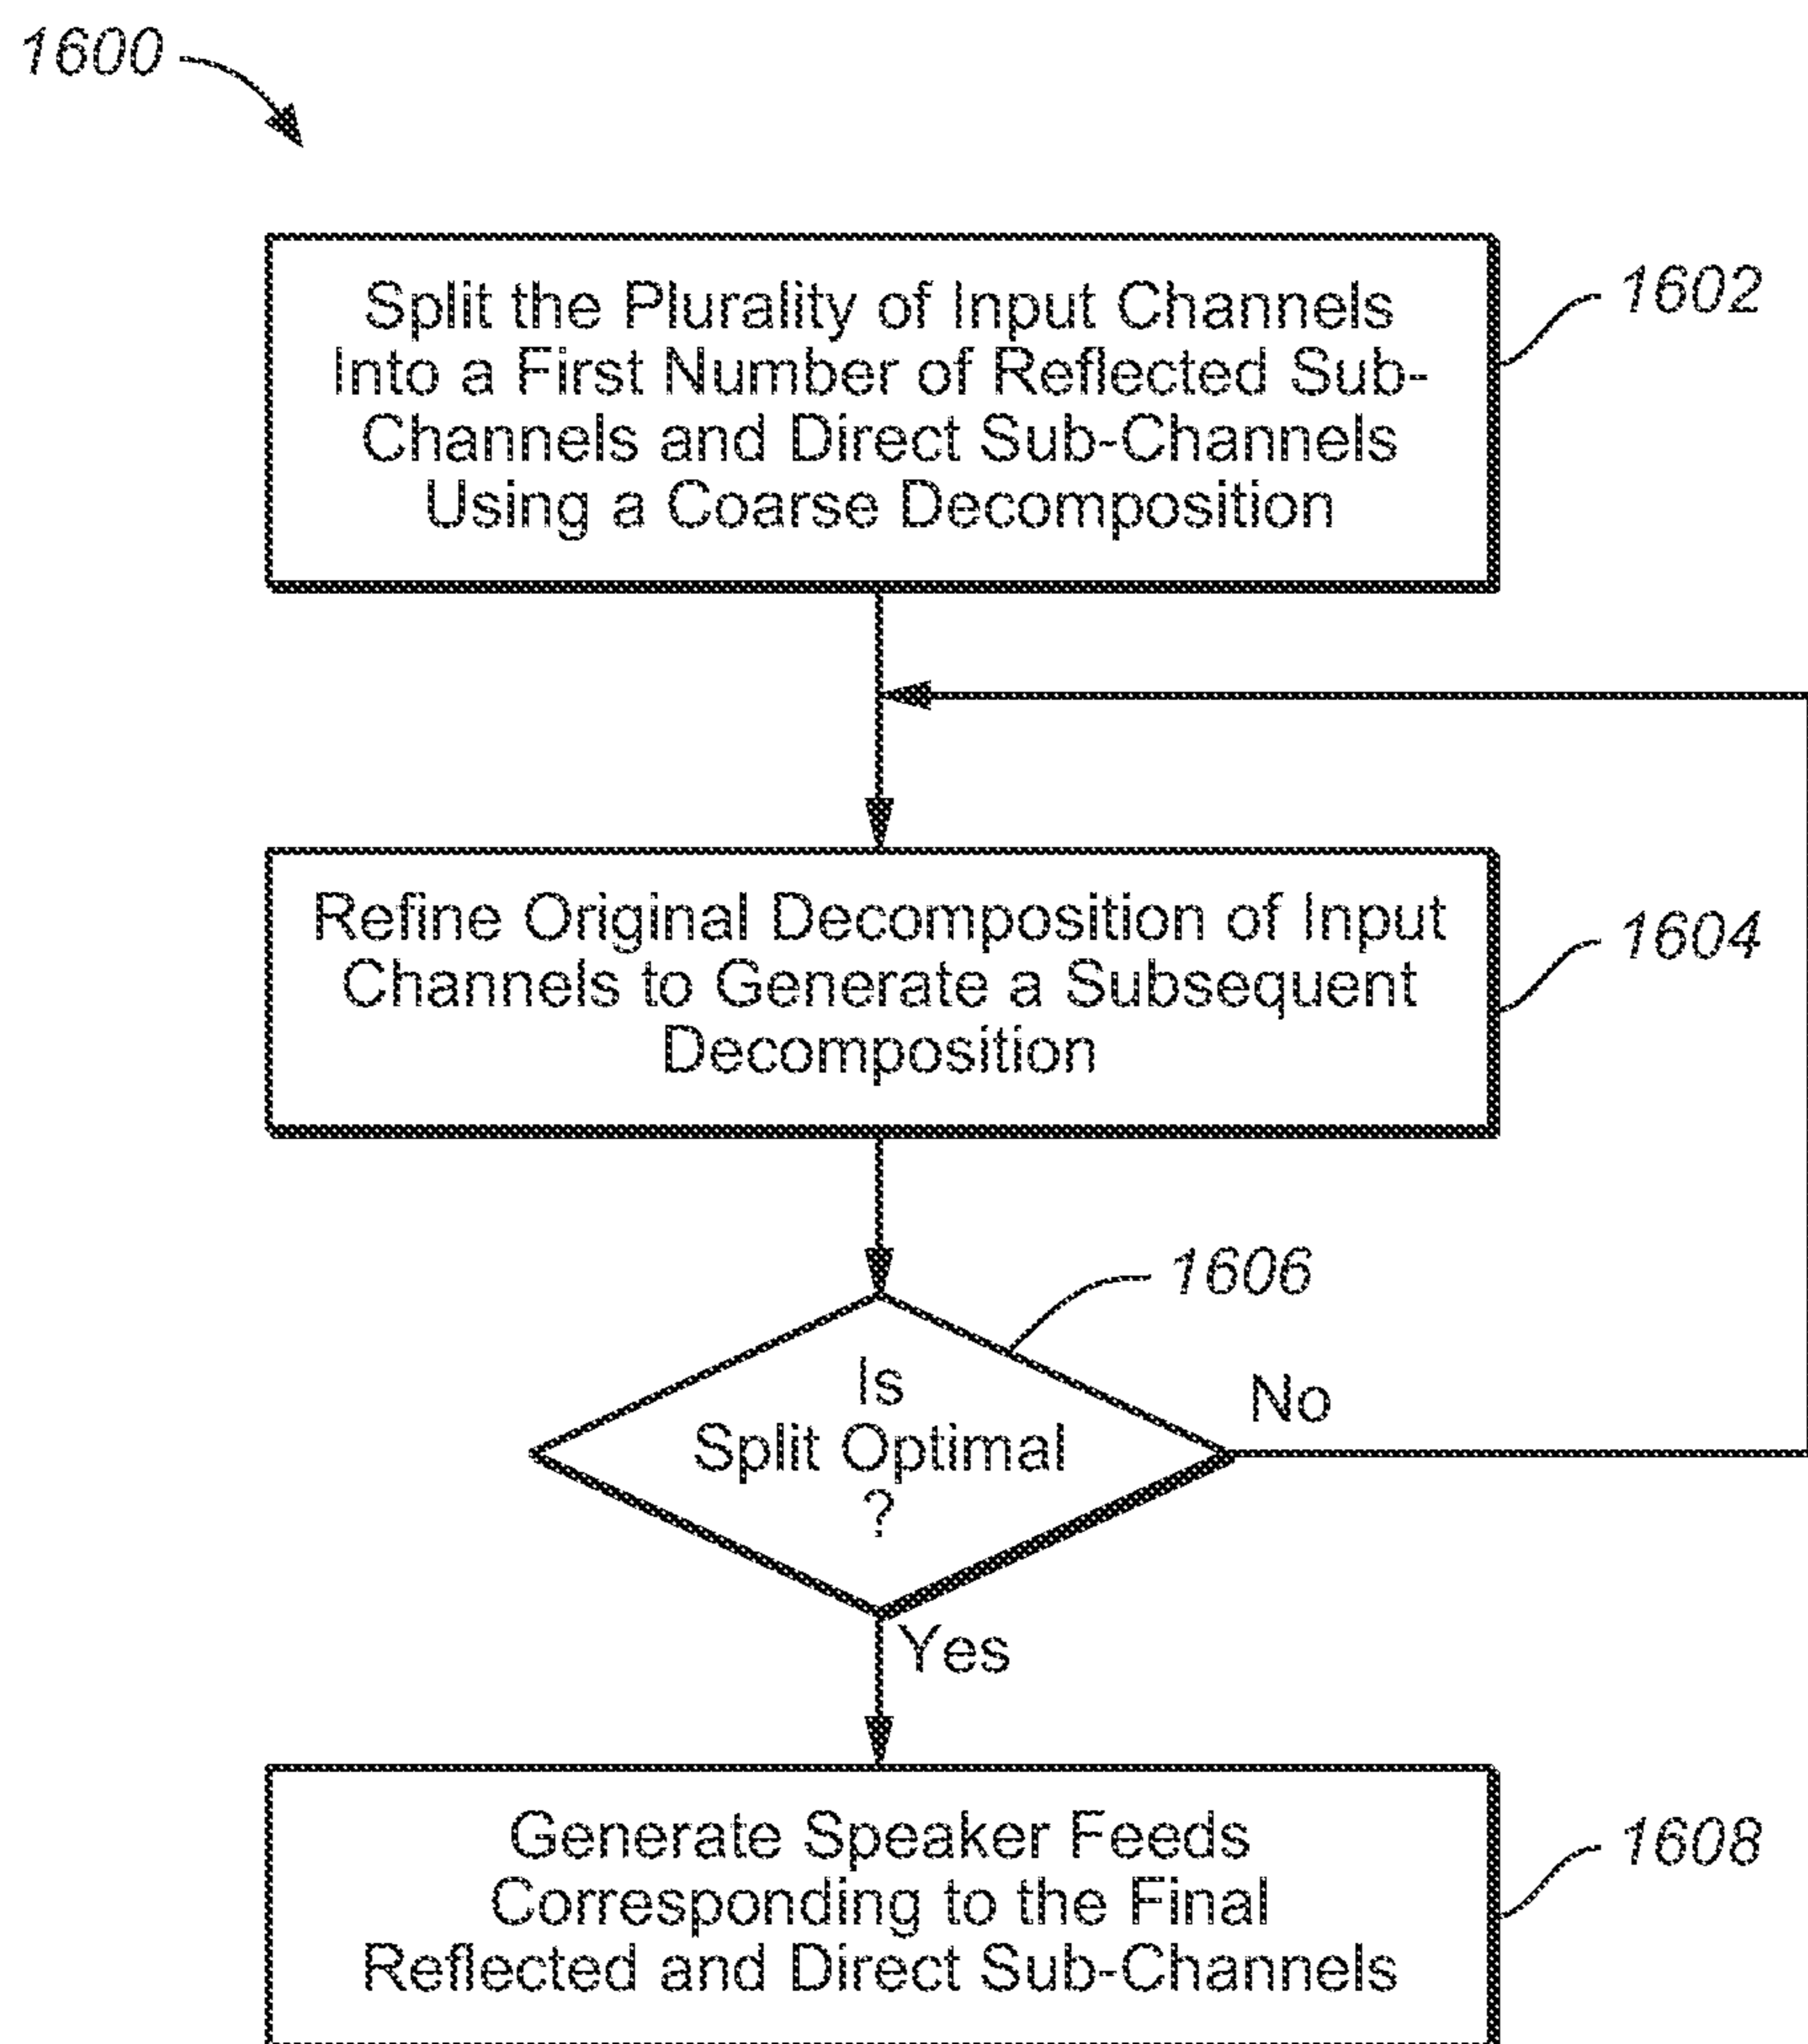 1600
Split the Plurality of Input Channels
Into a First Number of Reflected Sub-
Channels and Direct Sub-Channels
Using a Coarse Decomposition
1602
Refine Original Decomposition of Input
Channels to Generate a Subsequent
Decomposition
1604
1606
Is
Split Optimal
?
No
Yes
Generate Speaker Feeds
Corresponding to the Final
Reflected and Direct Sub-Channels
1608